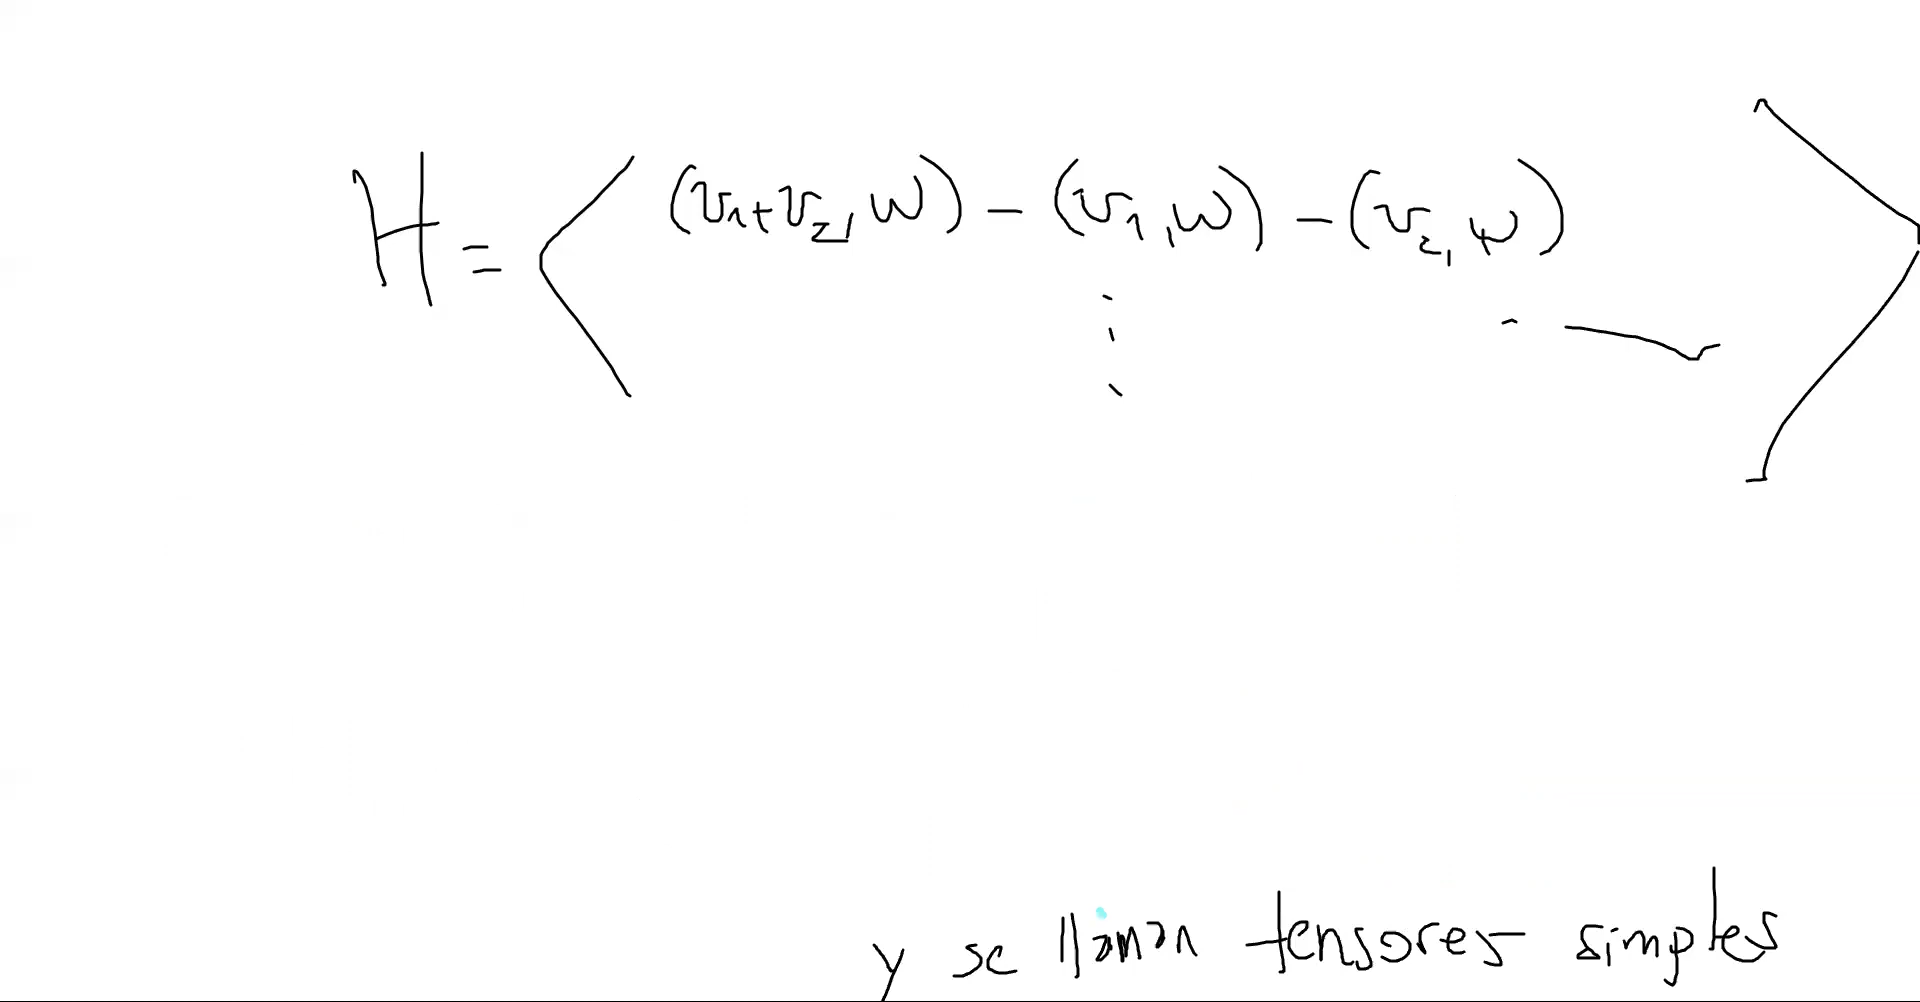 H = ⟨ (v₁+v₂, w) − (v₁, w) − (v₂, w)
⋮ ⟩
y se llaman tensores simples